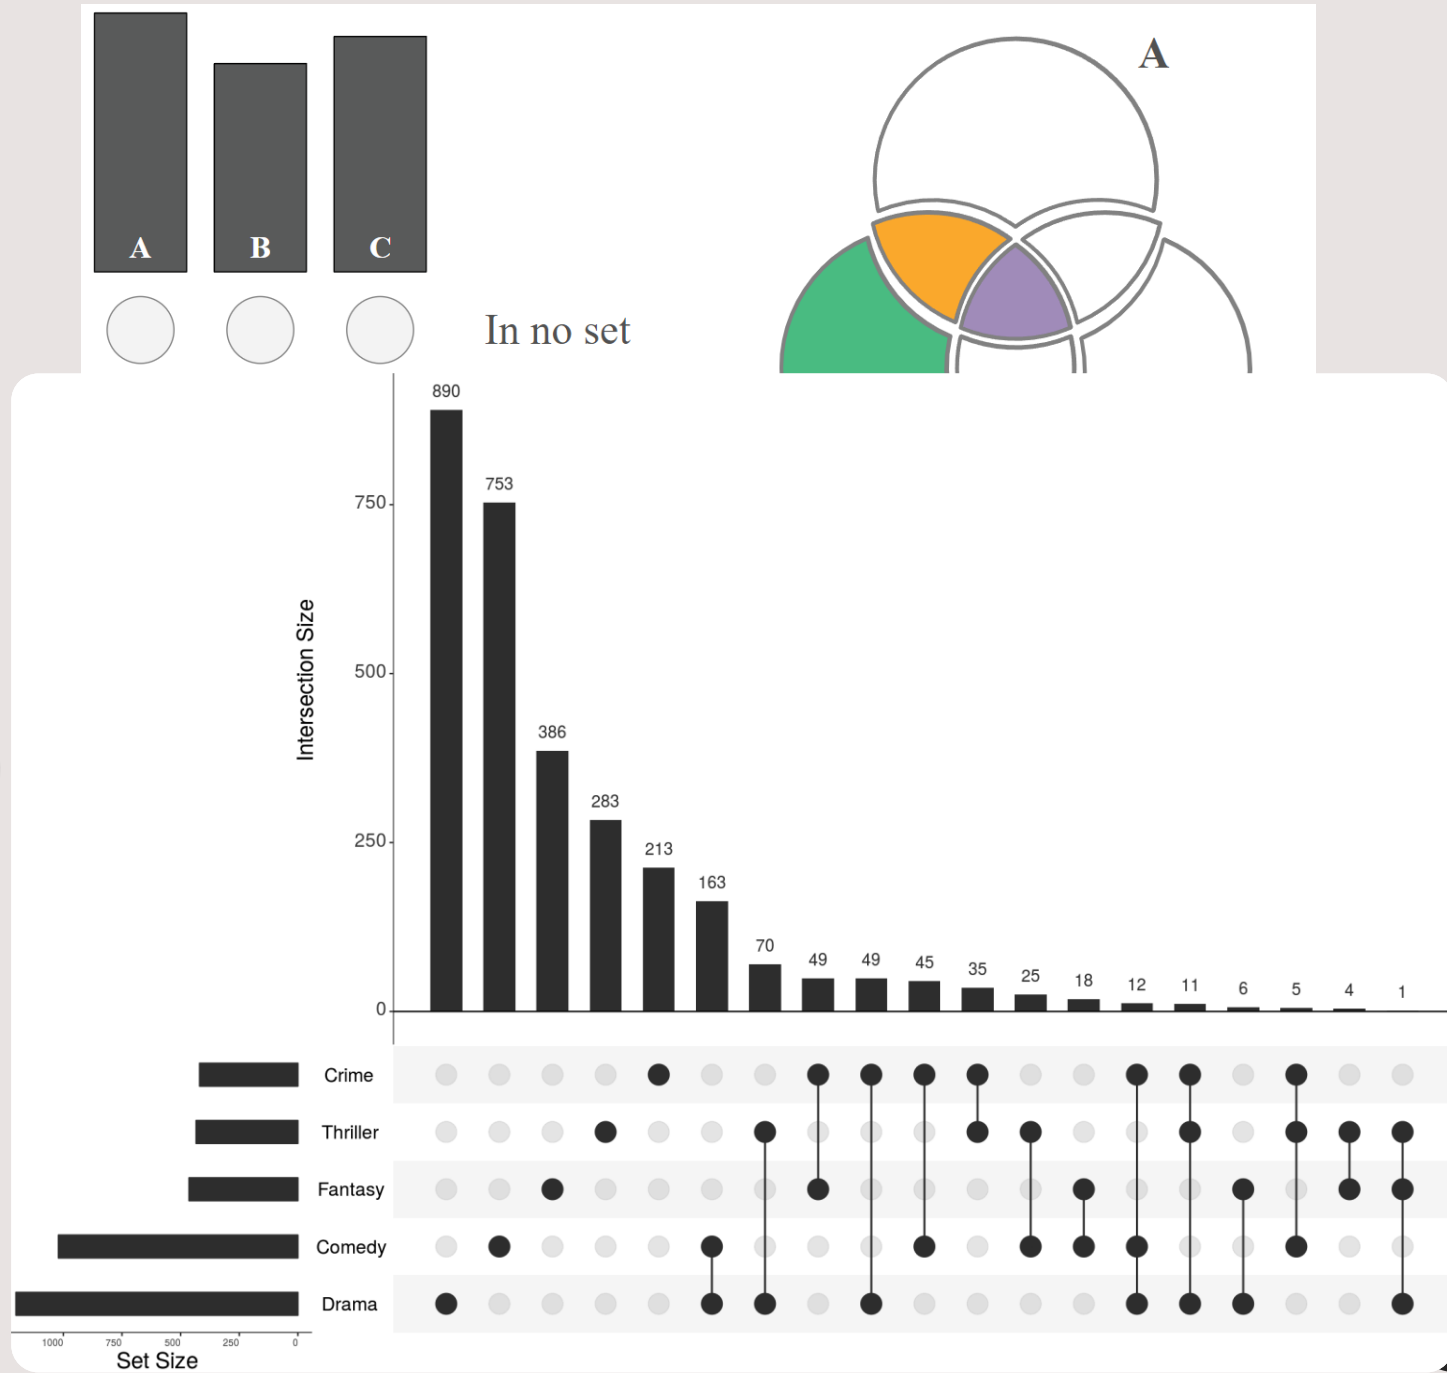 A
A B C
In no set
890
753
750
Intersection Size
500
386
283
250
213
163
70
49 49 45 35 25 18 12 11 6 5 4 1
0
Crime
Thriller
Fantasy
Comedy
Drama
1000 750 500 250 0
Set Size